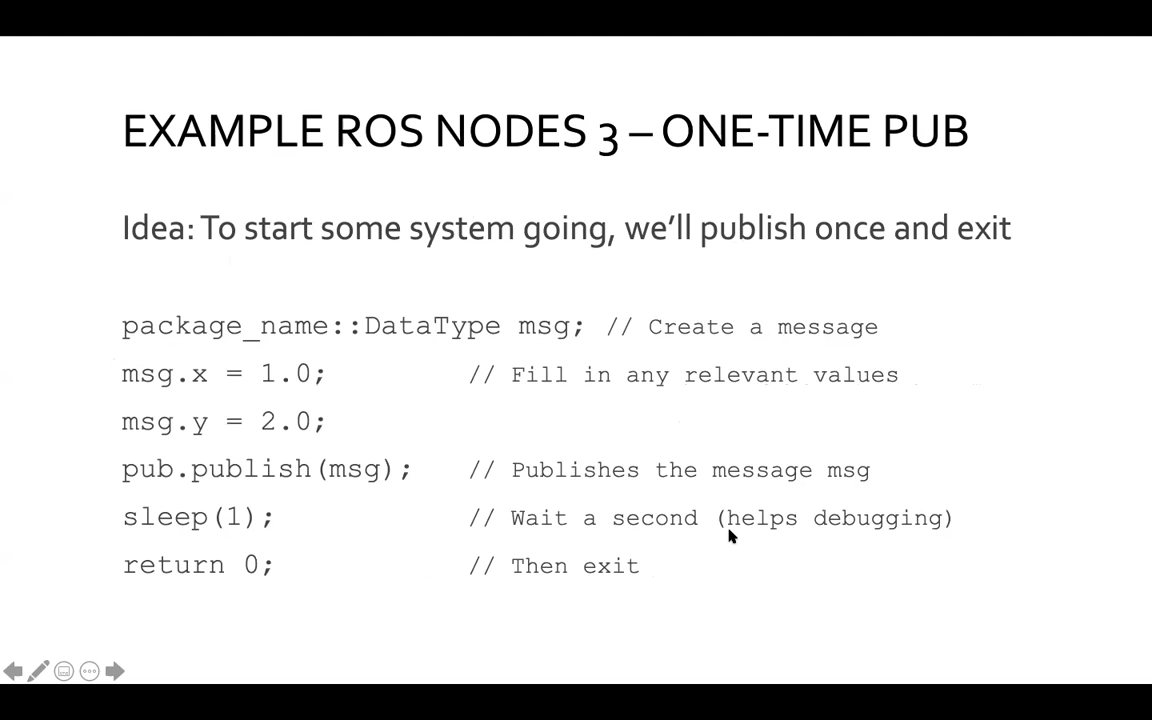 EXAMPLE ROS NODES 3 – ONE-TIME PUB
Idea: To start some system going, we’ll publish once and exit
package_name::DataType msg; // Create a message
msg.x = 1.0; // Fill in any relevant values
msg.y = 2.0;
pub.publish(msg); // Publishes the message msg
sleep(1); // Wait a second (helps debugging)
return 0; // Then exit